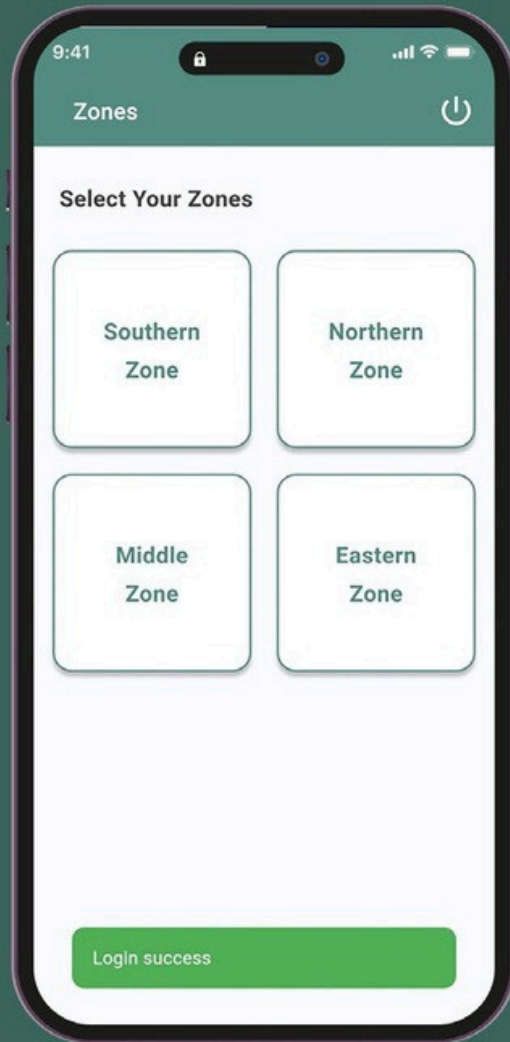 9:41
Zones
Select Your Zones
Southern
Zone
Northern
Zone
Middle
Zone
Eastern
Zone
Login success